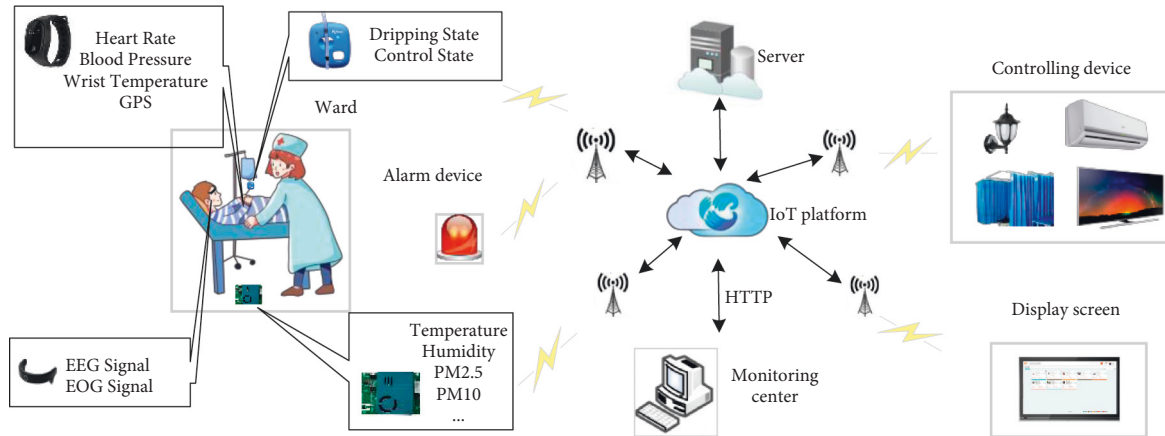 Heart Rate
Blood Pressure
Wrist Temperature
GPS
Dripping State
Control State
Ward
Alarm device
EEG Signal
EOG Signal
Temperature
Humidity
PM2.5
PM10
...
Server
IoT platform
HTTP
Monitoring
center
Controlling device
Display screen